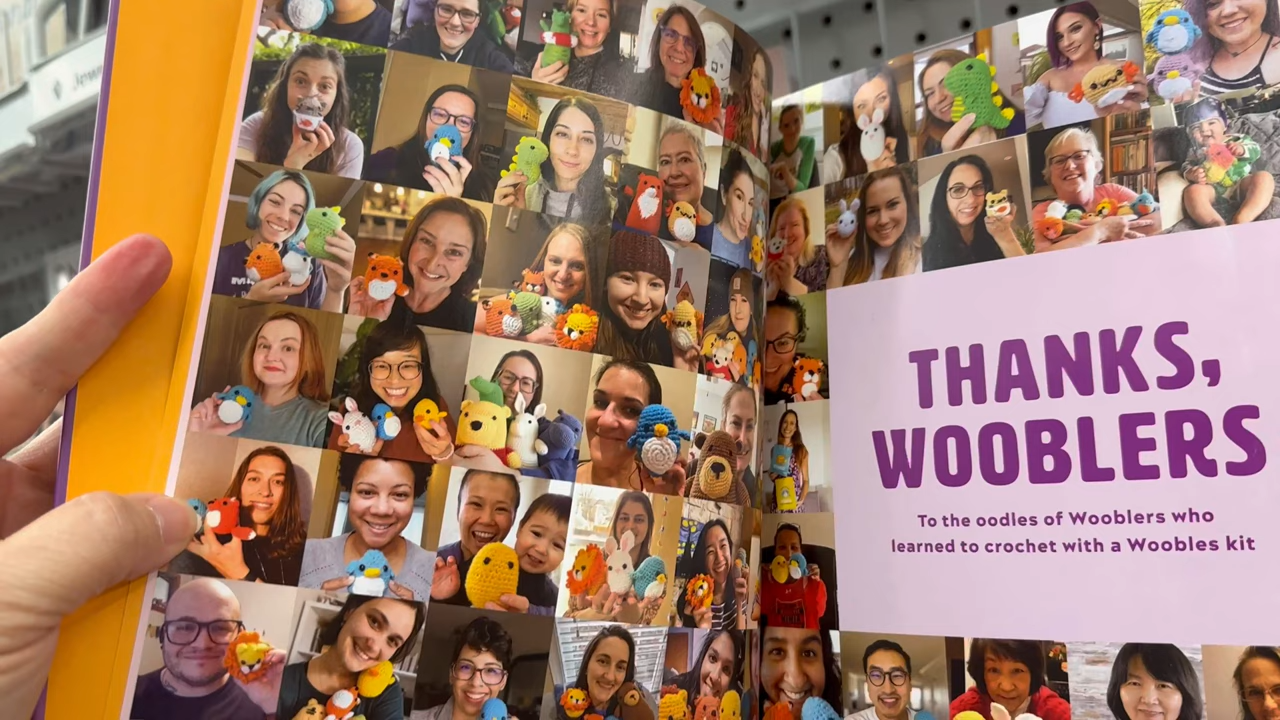 THANKS,
WOOBLERS
To the oodles of Wooblers who
learned to crochet with a Woobles kit